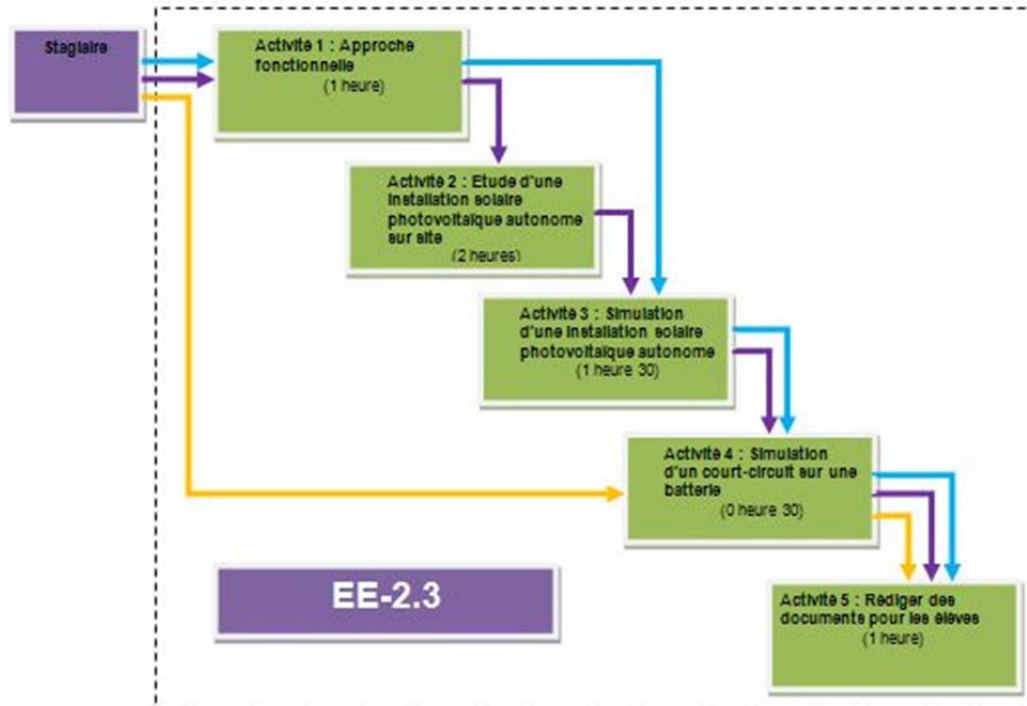 Stagiaire
Activité 1 : Approche
fonctionnelle
(1 heure)
Activité 2 : Etude d'une
installation solaire
photovoltaïque autonome
sur site
(2 heures)
Activité 3 : Simulation
d'une installation solaire
photovoltaïque autonome
(1 heure 30)
Activité 4 : Simulation
d'un court-circuit sur une
batterie
(0 heure 30)
EE-2.3
Activité 5 : Rédiger des
documents pour les élèves
(1 heure)